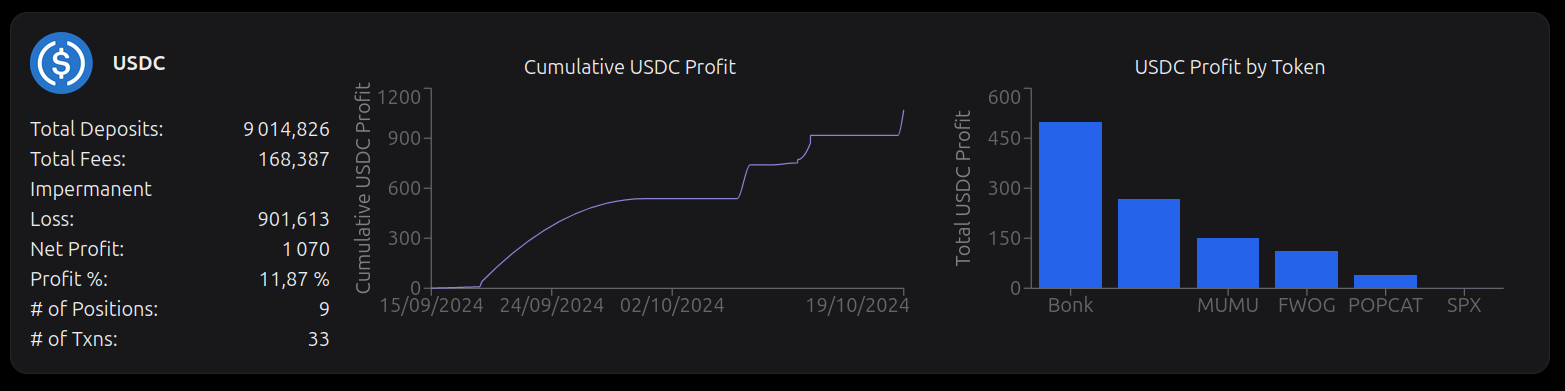 USDC
Total Deposits: 9 014,826
Total Fees: 168,387
Impermanent
Loss: 901,613
Net Profit: 1 070
Profit %: 11,87 %
# of Positions: 9
# of Txns: 33
Cumulative USDC Profit
Cumulative USDC Profit
1200
900
600
300
0
15/09/2024 24/09/2024 02/10/2024 19/10/2024
USDC Profit by Token
Total USDC Profit
600
450
300
150
0
Bonk MUMU FWOG POPCAT SPX